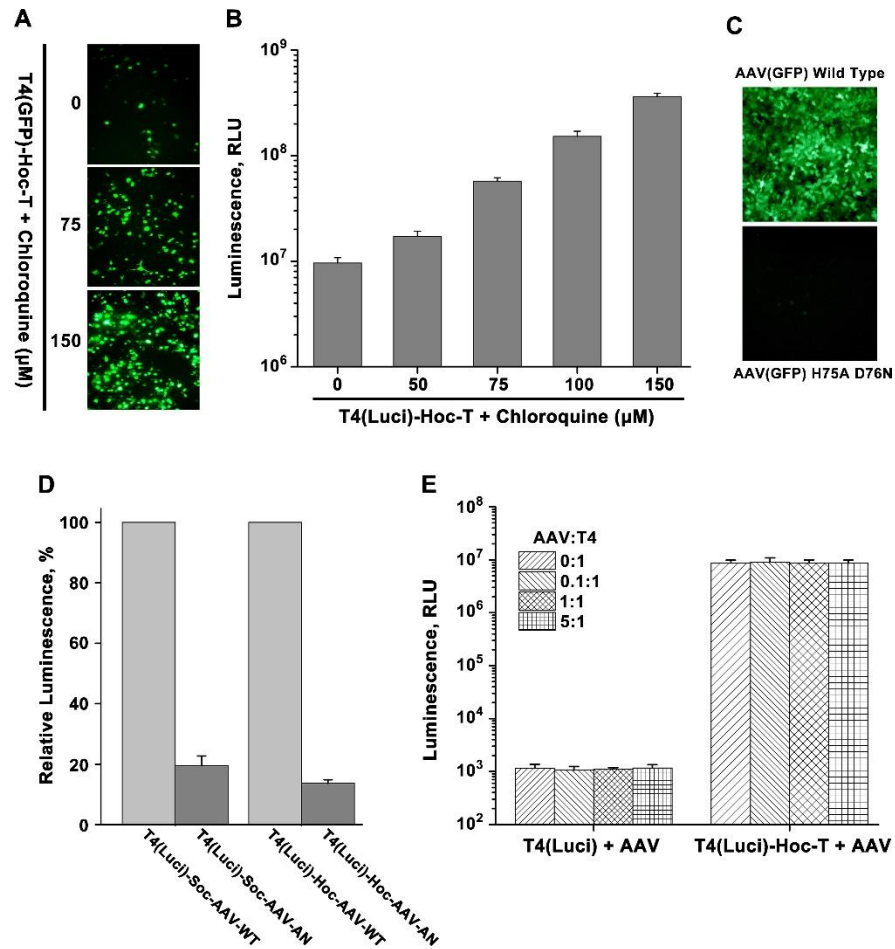 A
T4(GFP)-Hoc-T + Chloroquine (µM)
0
75
150
B
Luminescence, RLU
10⁹
10⁸
10⁷
10⁶
0 50 75 100 150
T4(Luci)-Hoc-T + Chloroquine (µM)
C
AAV(GFP) Wild Type
AAV(GFP) H75A D76N
D
Relative Luminescence, %
100
80
60
40
20
0
T4(Luci)-Soc-AAV-WT
T4(Luci)-Soc-AAV-AN
T4(Luci)-Hoc-AAV-WT
T4(Luci)-Hoc-AAV-AN
E
Luminescence, RLU
10⁸
10⁷
10⁶
10⁵
10⁴
10³
10²
AAV:T4
0:1
0.1:1
1:1
5:1
T4(Luci) + AAV T4(Luci)-Hoc-T + AAV